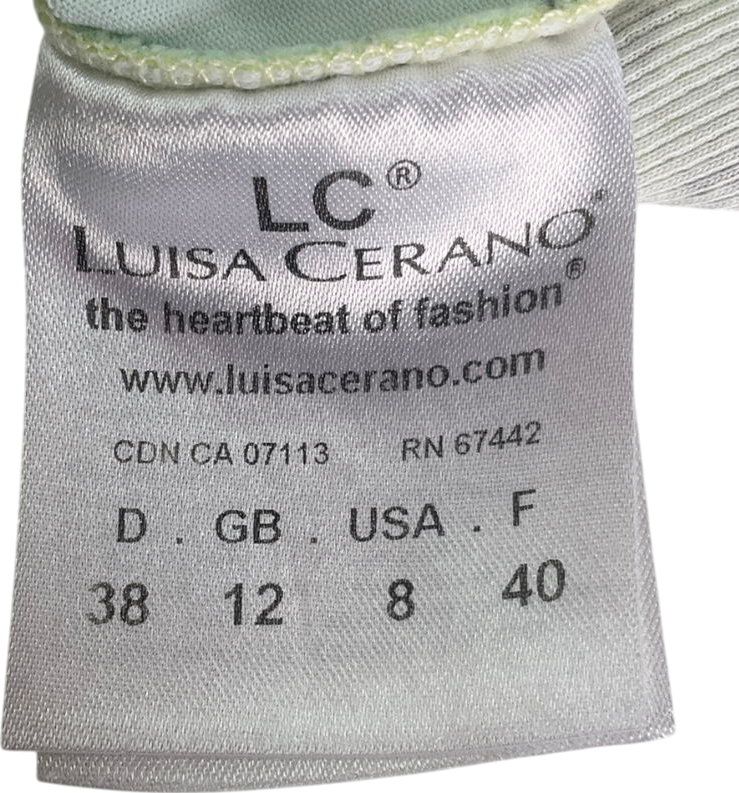 LC®
LUISA CERANO®
the heartbeat of fashion®
www.luisacerano.com
CDN CA 07113 RN 67442
D . GB . USA . F
38 12 8 40